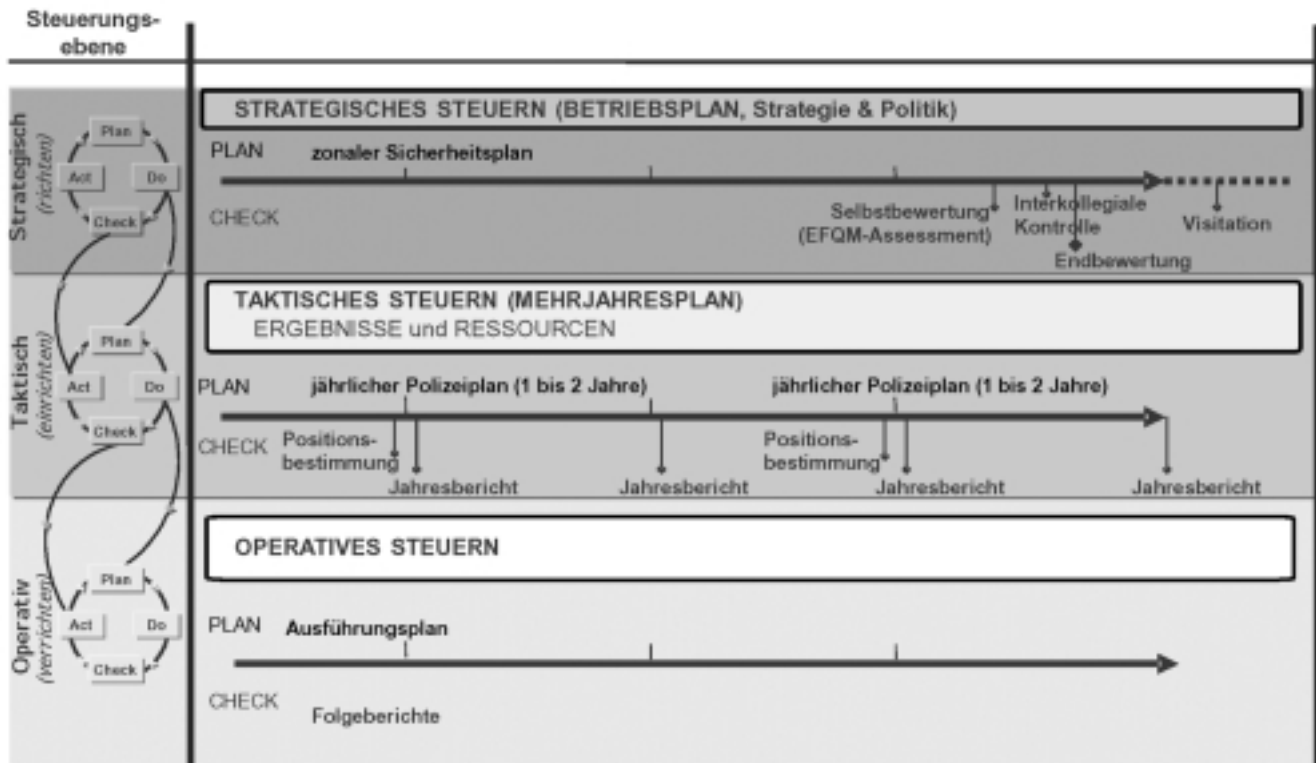 Steuerungs-
ebene
Strategisch
(richten)
Plan
Act
Do
Check
STRATEGISCHES STEUERN (BETRIEBSPLAN, Strategie & Politik)
PLAN
zonaler Sicherheitsplan
CHECK
Selbstbewertung
(EFQM-Assessment)
Interkollegiale
Kontrolle
Endbewertung
Visitation
Taktisch
(einrichten)
Plan
Act
Do
Check
TAKTISCHES STEUERN (MEHRJAHRESPLAN)
ERGEBNISSE und RESSOURCEN
PLAN
jährlicher Polizeiplan (1 bis 2 Jahre)
jährlicher Polizeiplan (1 bis 2 Jahre)
CHECK
Positions-
bestimmung
Jahresbericht
Jahresbericht
Positions-
bestimmung
Jahresbericht
Jahresbericht
Operativ
(verrichten)
Plan
Act
Do
Check
OPERATIVES STEUERN
PLAN
Ausführungsplan
CHECK
Folgeberichte